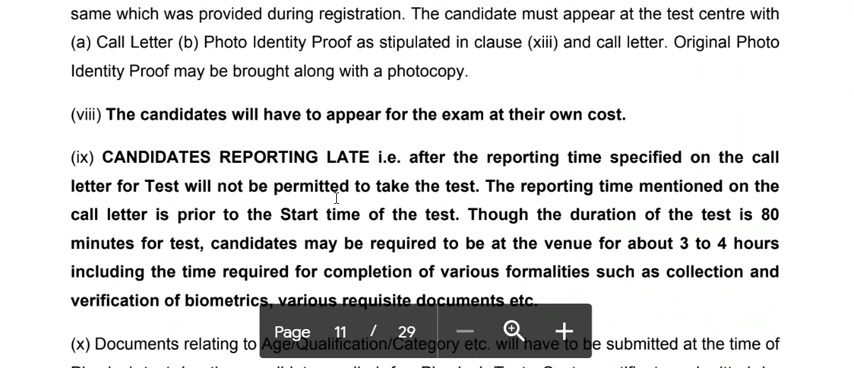 same which was provided during registration. The candidate must appear at the test centre with
(a) Call Letter (b) Photo Identity Proof as stipulated in clause (xiii) and call letter. Original Photo
Identity Proof may be brought along with a photocopy.
(viii) The candidates will have to appear for the exam at their own cost.
(ix) CANDIDATES REPORTING LATE i.e. after the reporting time specified on the call
letter for Test will not be permitted to take the test. The reporting time mentioned on the
call letter is prior to the Start time of the test. Though the duration of the test is 80
minutes for test, candidates may be required to be at the venue for about 3 to 4 hours
including the time required for completion of various formalities such as collection and
verification of biometrics, various requisite documents etc.
Page 11 / 29
(x) Documents relating to Age/Qualification/Category etc. will have to be submitted at the time of